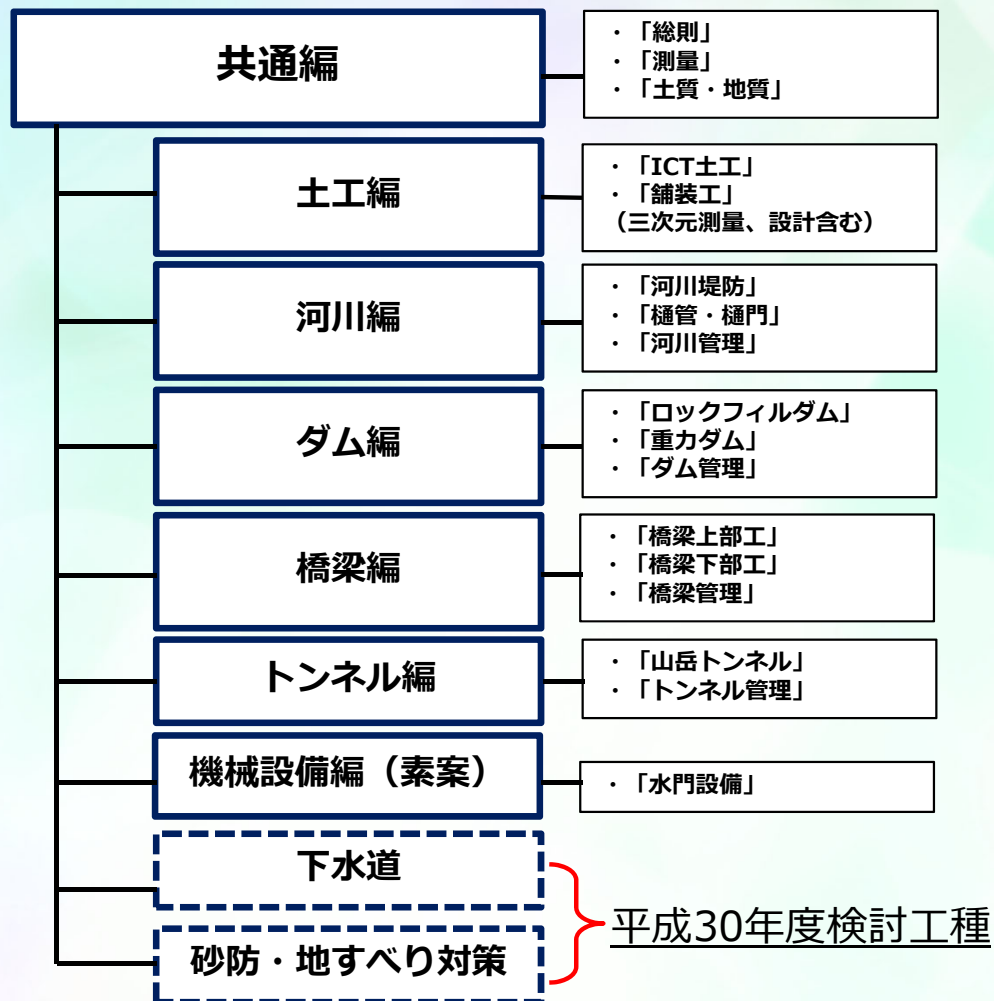 共通編
・「総則」
・「測量」
・「土質・地質」
土工編
・「ICT土工」
・「舗装工」
（三次元測量、設計含む）
河川編
・「河川堤防」
・「樋管・樋門」
・「河川管理」
ダム編
・「ロックフィルダム」
・「重力ダム」
・「ダム管理」
橋梁編
・「橋梁上部工」
・「橋梁下部工」
・「橋梁管理」
トンネル編
・「山岳トンネル」
・「トンネル管理」
機械設備編（素案）
・「水門設備」
下水道
砂防・地すべり対策
平成30年度検討工種